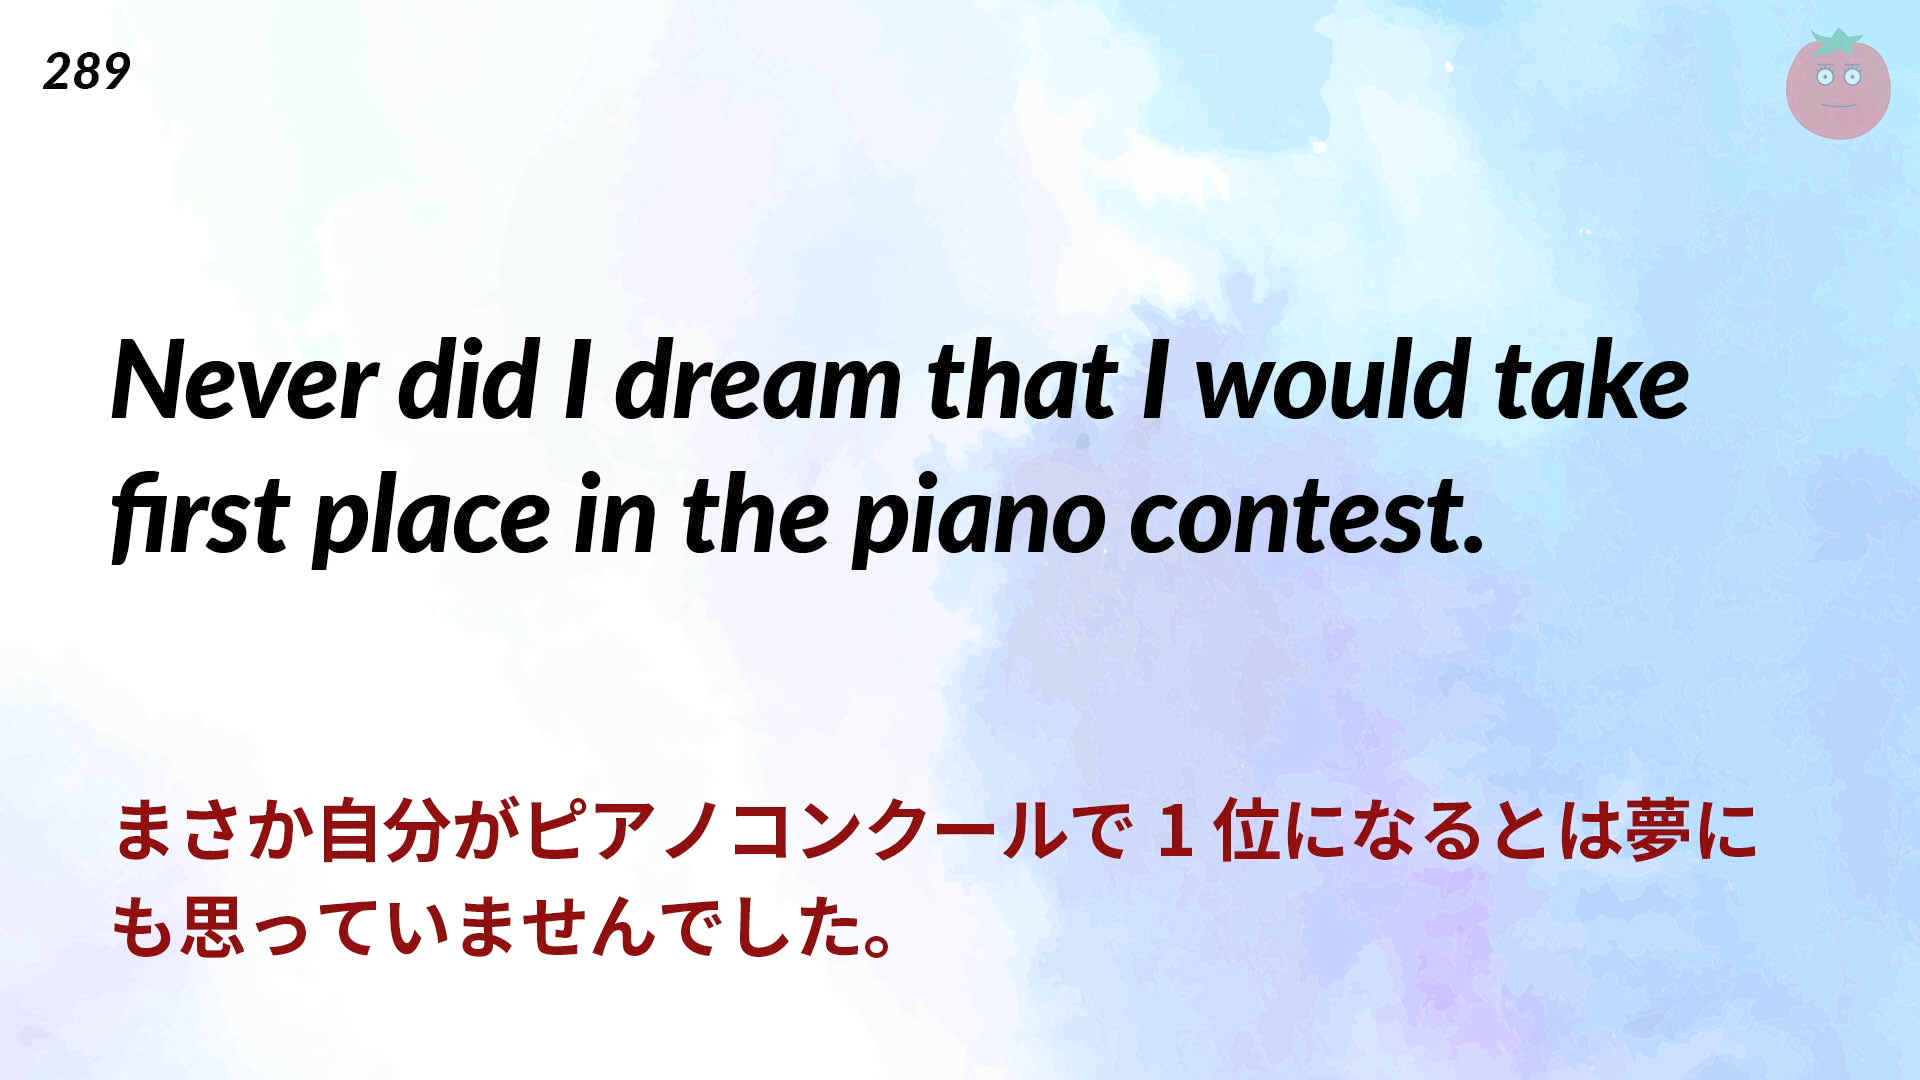 289
Never did I dream that I would take
first place in the piano contest.
まさか自分がピアノコンクールで 1 位になるとは夢に
も思っていませんでした。